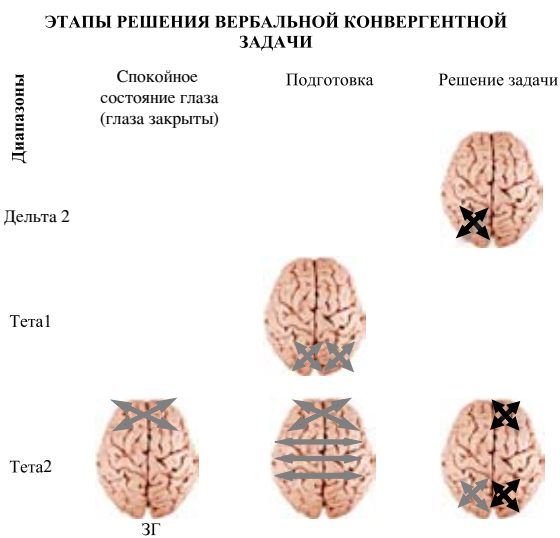 ЭТАПЫ РЕШЕНИЯ ВЕРБАЛЬНОЙ КОНВЕРГЕНТНОЙ
ЗАДАЧИ
Диапазоны
Спокойное
состояние глаза
(глаза закрыты)
Подготовка
Решение задачи
Дельта 2
Тета1
Тета2
ЗГ